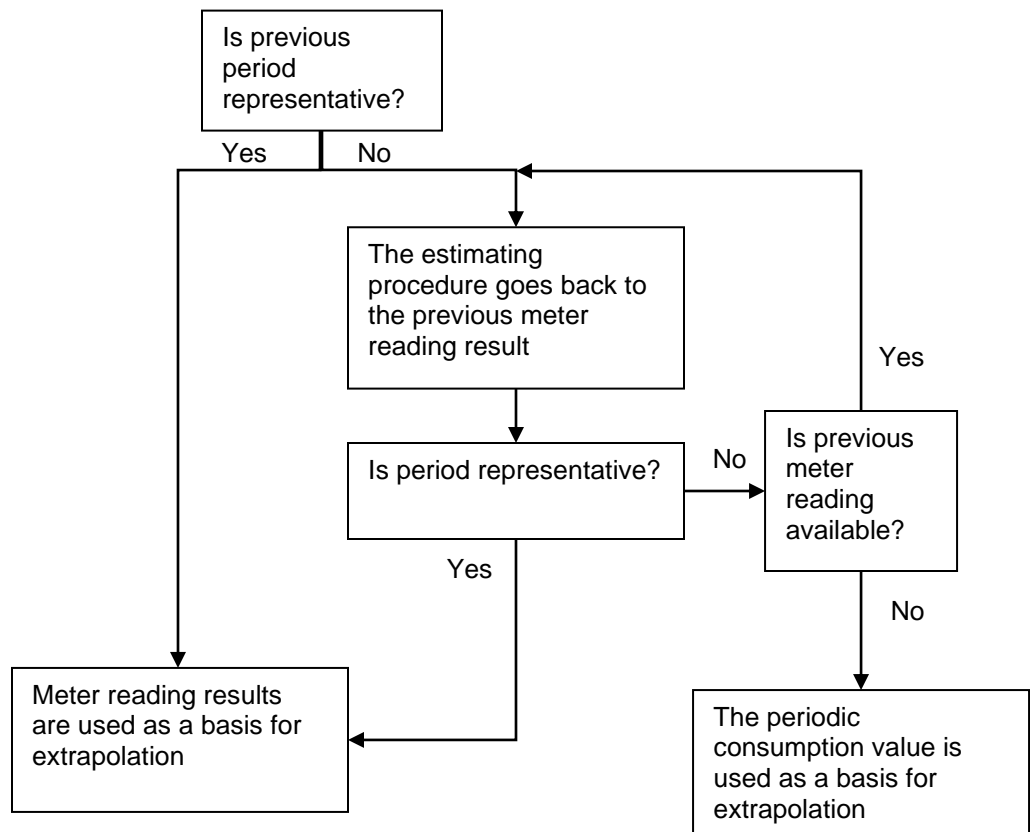 Is previous
period
representative?
Yes
No
The estimating
procedure goes back to
the previous meter
reading result
Yes
Is period representative?
No
Is previous
meter
reading
available?
Yes
No
Meter reading results
are used as a basis for
extrapolation
The periodic
consumption value is
used as a basis for
extrapolation